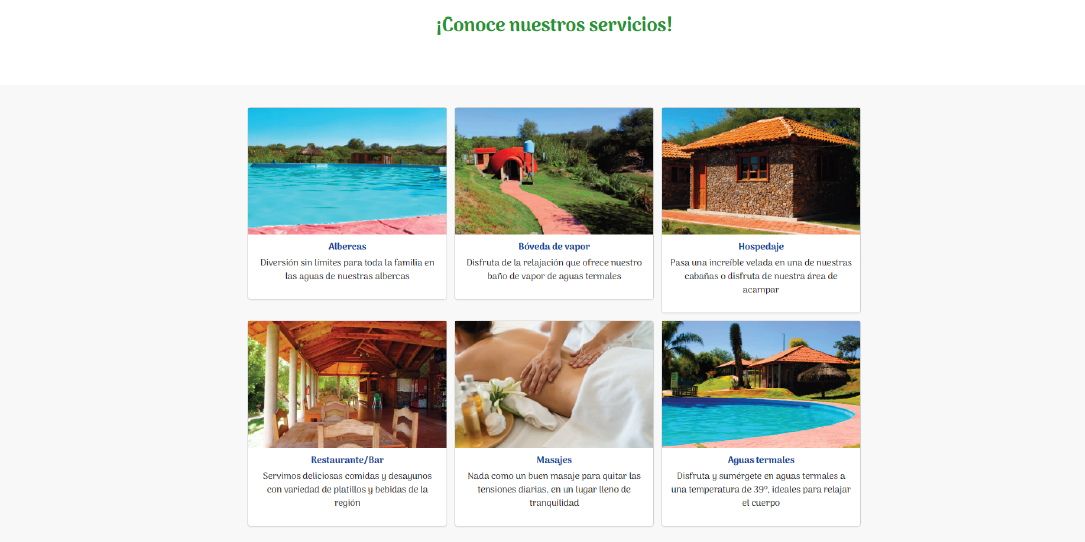 ¡Conoce nuestros servicios!
Albercas
Diversión sin límites para toda la familia en
las aguas de nuestras albercas
Bóveda de vapor
Disfruta de la relajación que ofrece nuestro
baño de vapor de aguas termales
Hospedaje
Pasa una increíble velada en una de nuestras
cabañas o disfruta de nuestra área de
acampar
Restaurante/Bar
Servimos deliciosas comidas y desayunos
con variedad de platillos y bebidas de la
región
Masajes
Nada como un buen masaje para quitar las
tensiones diarias, en un lugar lleno de
tranquilidad
Aguas termales
Disfruta y sumérgete en aguas termales a
una temperatura de 39°, ideales para relajar
el cuerpo